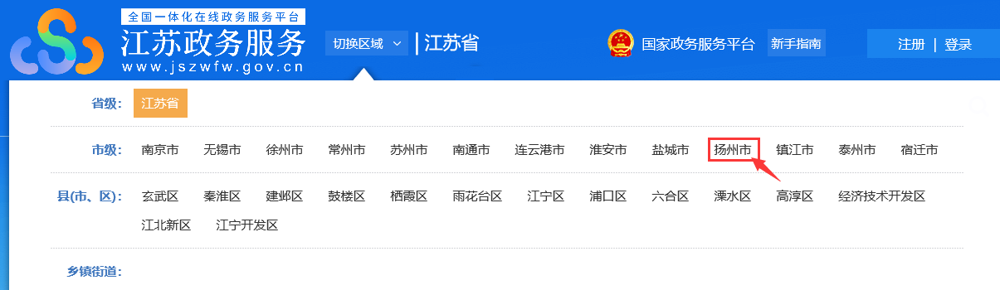 全国一体化在线政务服务平台
江苏政务服务
www.jszwfw.gov.cn
切换区域 | 江苏省
国家政务服务平台 新手指南 注册 | 登录
省级: 江苏省
市级: 南京市 无锡市 徐州市 常州市 苏州市 南通市 连云港市 淮安市 盐城市 扬州市 镇江市 泰州市 宿迁市
县(市、区): 玄武区 秦淮区 建邺区 鼓楼区 栖霞区 雨花台区 江宁区 浦口区 六合区 溧水区 高淳区 经济技术开发区
江北新区 江宁开发区
乡镇街道: